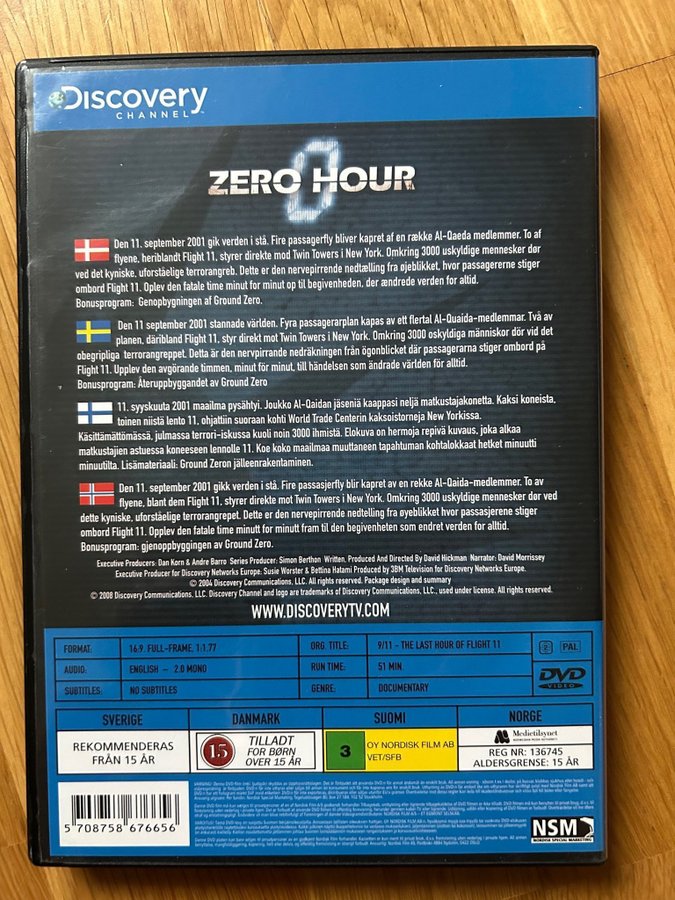 Discovery
CHANNEL™
0
ZERO HOUR
Den 11. september 2001 gik verden i stå. Fire passagerfly bliver kapret af en række Al-Qaeda medlemmer. To af
flyene, heriblandt Flight 11, styrer direkte mod Twin Towers i New York. Omkring 3000 uskyldige mennesker dør
ved det kyniske, uforståelige terrorangreb. Dette er den nervepirrende nedtælling fra øjeblikket, hvor passagererne stiger
ombord Flight 11. Oplev den fatale time minut for minut op til begivenheden, der ændrede verden for altid.
Bonusprogram: Genopbygningen af Ground Zero.
Den 11 september 2001 stannade världen. Fyra passagerarplan kapas av ett flertal Al-Quaida-medlemmar. Två av
planen, däribland Flight 11, styr direkt mot Twin Towers i New York. Omkring 3000 oskyldiga människor dör vid det
obegripliga terrorangreppet. Detta är den nervpirrande nedräkningen från ögonblicket där passagerarna stiger ombord på
Flight 11. Upplev den avgörande timmen, minut för minut, till händelsen som ändrade världen för alltid.
Bonusprogram: Återuppbyggandet av Ground Zero
11. syyskuuta 2001 maailma pysähtyi. Joukko Al-Qaidan jäseniä kaappasi neljä matkustajakonetta. Kaksi koneista,
toinen niistä lento 11, ohjattiin suoraan kohti World Trade Centerin kaksoistorneja New Yorkissa.
Käsittämättömässä, julmassa terrori-iskussa kuoli noin 3000 ihmistä. Elokuva on hermoja repivä kuvaus, joka alkaa
matkustajien astuessa koneeseen lennolle 11. Koe koko maailmaa muuttaneen tapahtuman kohtalokkaat hetket minuutti
minuutilta. Lisämateriaali: Ground Zeron jälleenrakentaminen.
Den 11. september 2001 gikk verden i stå. Fire passasjerfly blir kapret av en rekke Al-Qaida-medlemmer. To av
flyene, blant dem Flight 11, styrer direkte mot Twin Towers i New York. Omkring 3000 uskyldige mennesker dør ved
dette kyniske, uforståelige terrorangrepet. Dette er den nervepirrende nedtelling fra øyeblikket hvor passasjerene stiger
ombord på Flight 11. Opplev den fatale time minutt for minutt fram til den begivenheten som endret verden for alltid.
Bonusprogram: gjenoppbyggingen av Ground Zero.
Executive Producers: Dan Korn & Andre Barro Series Producer: Simon Berthon Written, Produced And Directed By David Hickman Narrator: David Morrissey
Executive Producer for Discovery Networks Europe: Susie Worster & Bettina Hatami Produced by 3BM Television for Discovery Networks Europe.
© 2004 Discovery Communications, LLC. All rights reserved. Package design and summary
© 2008 Discovery Communications, LLC. Discovery Channel and logo are trademarks of Discovery Communications, LLC., used under license. All rights reserved.
WWW.DISCOVERYTV.COM
FORMAT: 16.9. FULL-FRAME, 1:1.77 ORG. TITLE: 9/11 - THE LAST HOUR OF FLIGHT 11 2 PAL
AUDIO: ENGLISH – 2.0 MONO RUN TIME: 51 MIN.
SUBTITLES: NO SUBTITLES GENRE: DOCUMENTARY DVD VIDEO
SVERIGE DANMARK SUOMI NORGE
REKOMMENDERAS
FRÅN 15 ÅR
15
TILLADT
FOR BØRN
OVER 15 ÅR
3
OY NORDISK FILM AB
VET/SFB
Medietilsynet
NORWEGIAN MEDIA AUTHORITY
REG NR: 136745
ALDERSGRENSE: 15 ÅR
5 708758 676656
NSM
NORDISK SPECIAL MARKETING